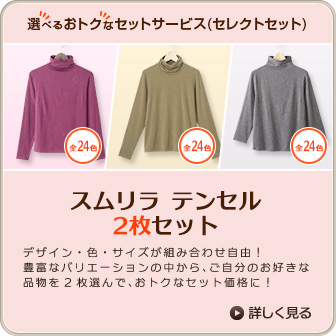 選べるおトクなセットサービス(セレクトセット)
全24色
全24色
全24色
スムリラ テンセル
2枚セット
デザイン・色・サイズが組み合わせ自由！
豊富なバリエーションの中から、ご自分のお好きな
品物を2枚選んで、おトクなセット価格に！
詳しく見る